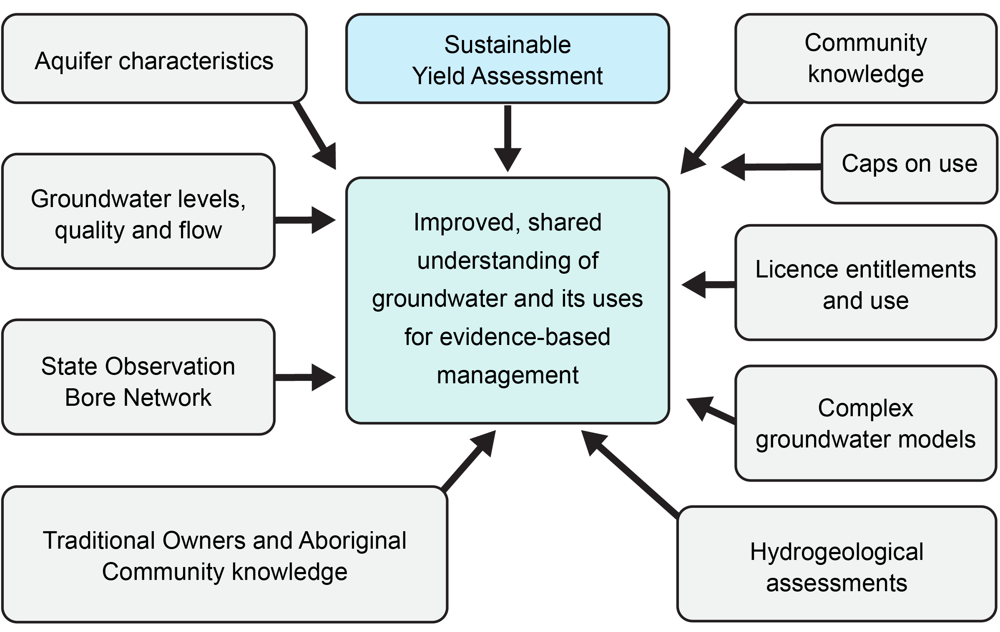 Aquifer characteristics
Sustainable
Yield Assessment
Community
knowledge
Caps on use
Groundwater levels,
quality and flow
Improved, shared
understanding of
groundwater and its uses
for evidence-based
management
Licence entitlements
and use
State Observation
Bore Network
Complex
groundwater models
Traditional Owners and Aboriginal
Community knowledge
Hydrogeological
assessments